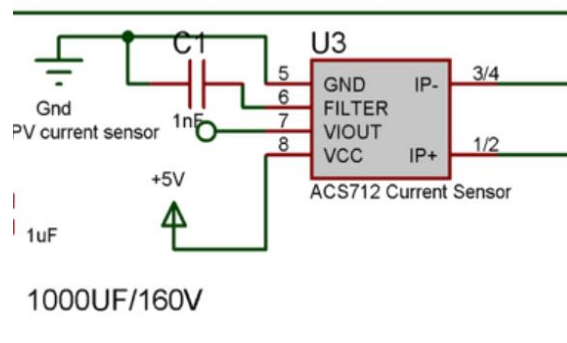 C1
U3
5
GND
IP-
3/4
6
FILTER
Gnd
1nF
7
VIOUT
PV current sensor
8
VCC
IP+
1/2
+5V
ACS712 Current Sensor
1uF
1000UF/160V